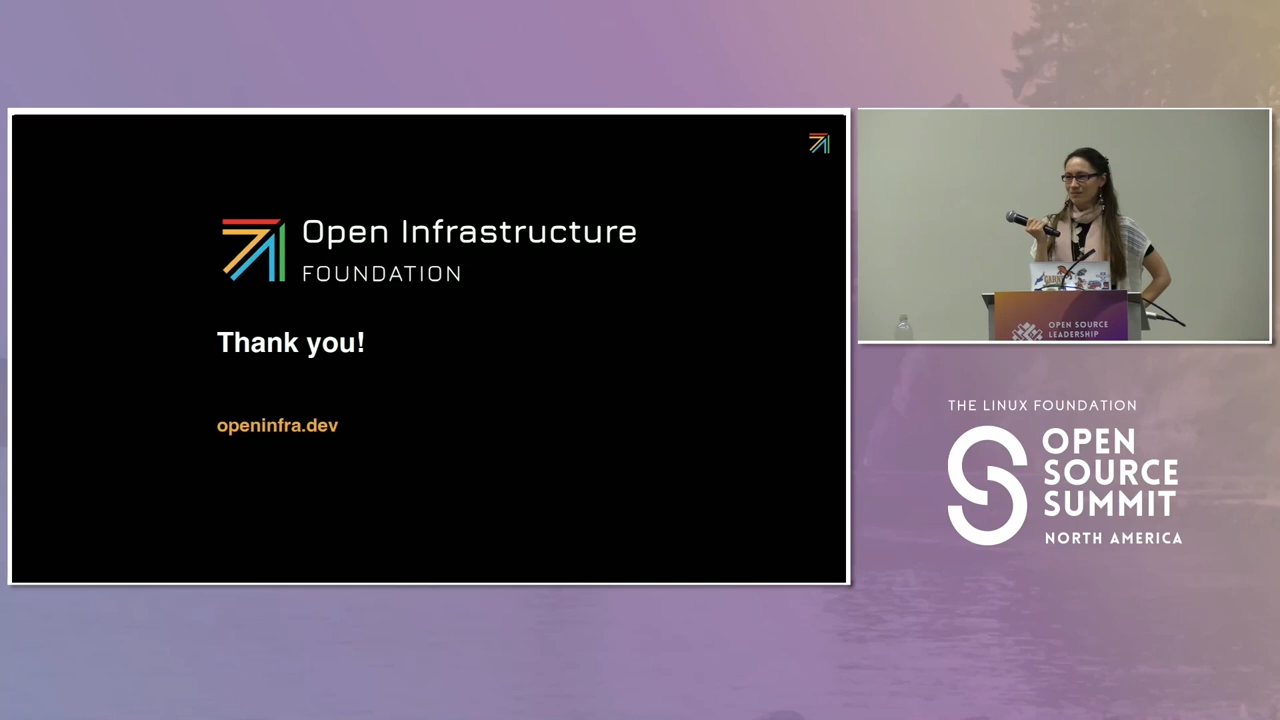 Open Infrastructure
FOUNDATION
Thank you!
openinfra.dev
OPEN SOURCE
LEADERSHIP
THE LINUX FOUNDATION
OPEN
SOURCE
SUMMIT
NORTH AMERICA